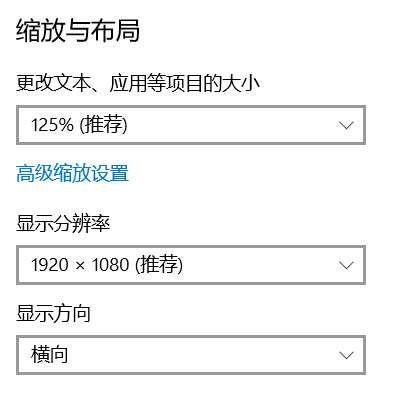 缩放与布局
更改文本、应用等项目的大小
125% (推荐)
高级缩放设置
显示分辨率
1920 × 1080 (推荐)
显示方向
横向